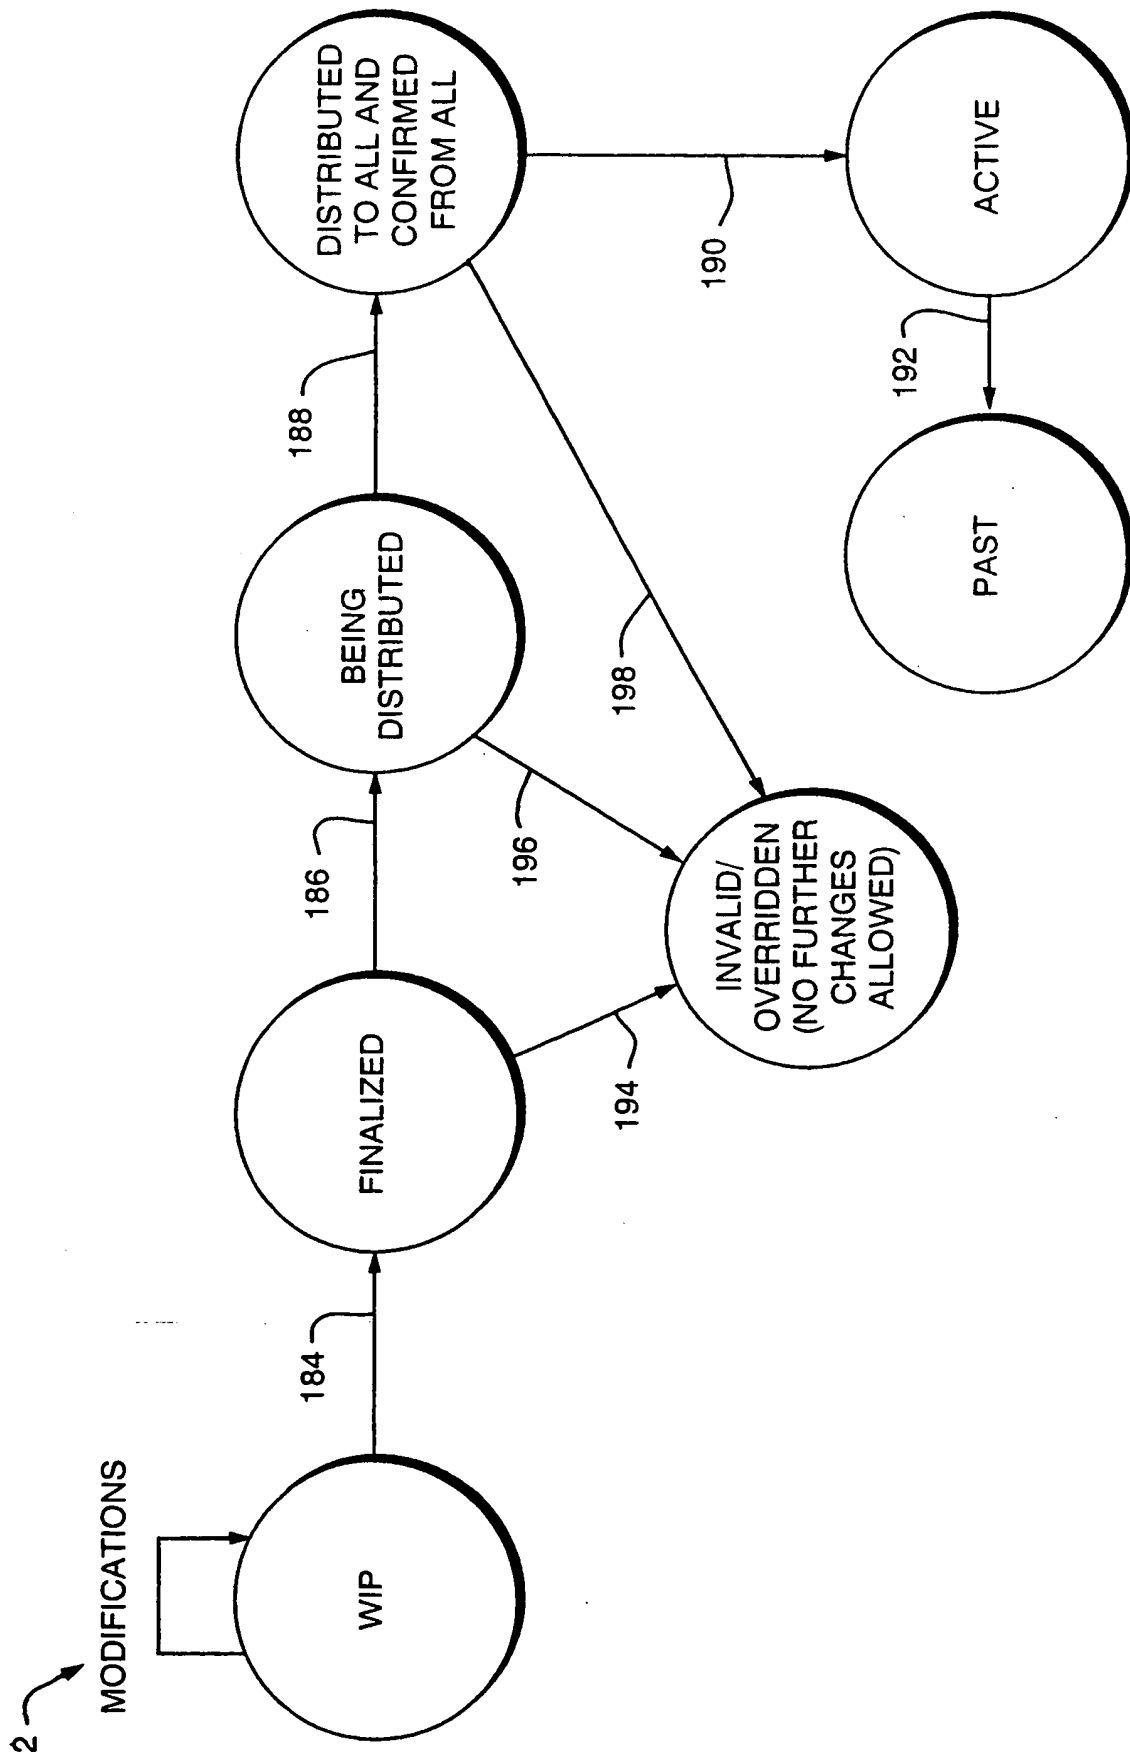 2
MODIFICATIONS
WIP
184
FINALIZED
186
BEING
DISTRIBUTED
188
DISTRIBUTED
TO ALL AND
CONFIRMED
FROM ALL
194
196
198
190
INVALID/
OVERRIDDEN
(NO FURTHER
CHANGES
ALLOWED)
PAST
192
ACTIVE